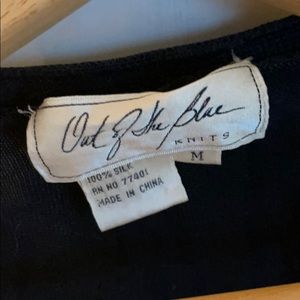 Out Of The Blue
KNITS
M
100% SILK
RN NO 77401
MADE IN CHINA